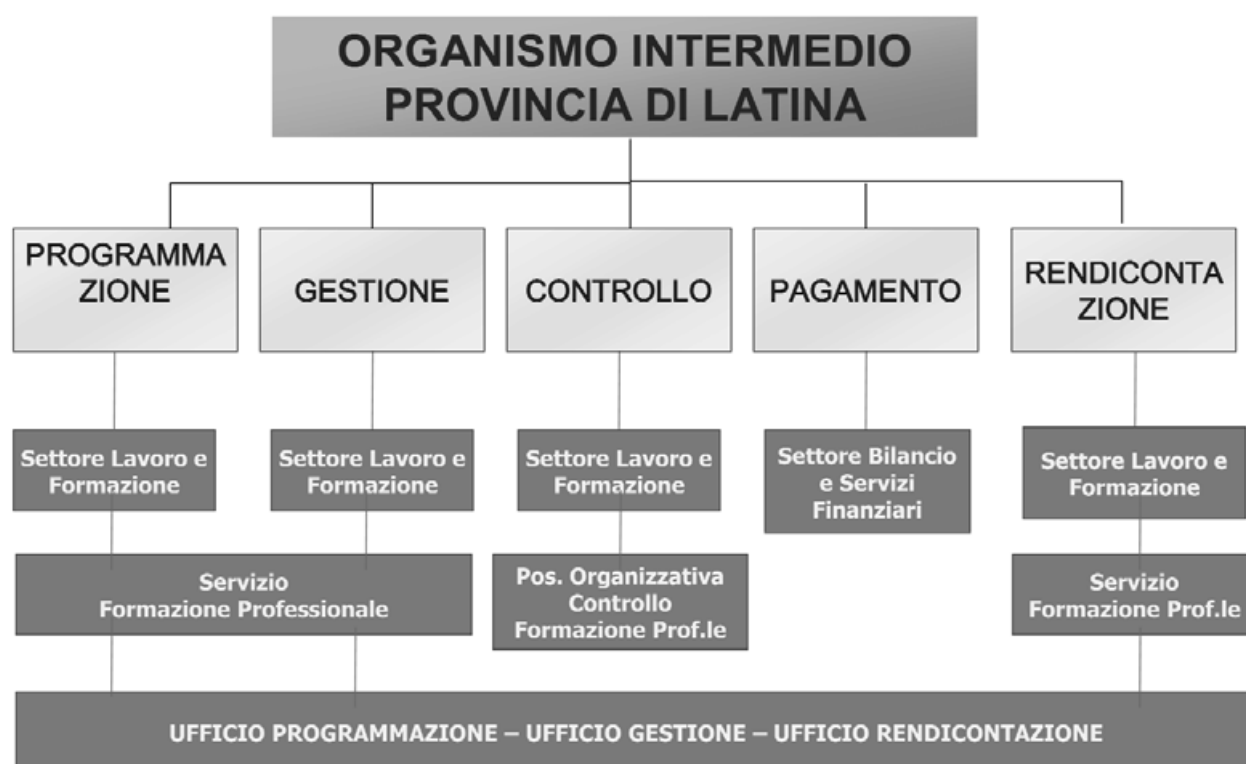 ORGANISMO INTERMEDIO
PROVINCIA DI LATINA
PROGRAMMA
ZIONE
GESTIONE
CONTROLLO
PAGAMENTO
RENDICONTA
ZIONE
Settore Lavoro e
Formazione
Settore Lavoro e
Formazione
Settore Lavoro e
Formazione
Settore Bilancio
e Servizi
Finanziari
Settore Lavoro e
Formazione
Servizio
Formazione Professionale
Pos. Organizzativa
Controllo
Formazione Prof.le
Servizio
Formazione Prof.le
UFFICIO PROGRAMMAZIONE – UFFICIO GESTIONE – UFFICIO RENDICONTAZIONE